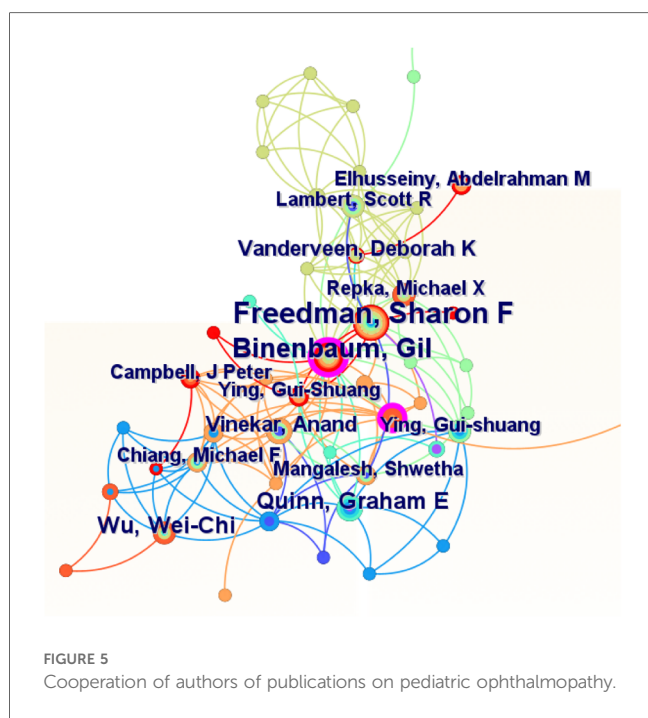 Elhusseiny, Abdelrahman M
Lambert, Scott R
Vanderveen, Deborah K
Repka, Michael X
Freedman, Sharon F
Binenbaum, Gil
Campbell, J Peter
Ying, Gui-Shuang
Vinekar, Anand
Ying, Gui-shuang
Chiang, Michael F
Mangalesh, Shwetha
Quinn, Graham E
Wu, Wei-Chi
FIGURE 5
Cooperation of authors of publications on pediatric ophthalmopathy.